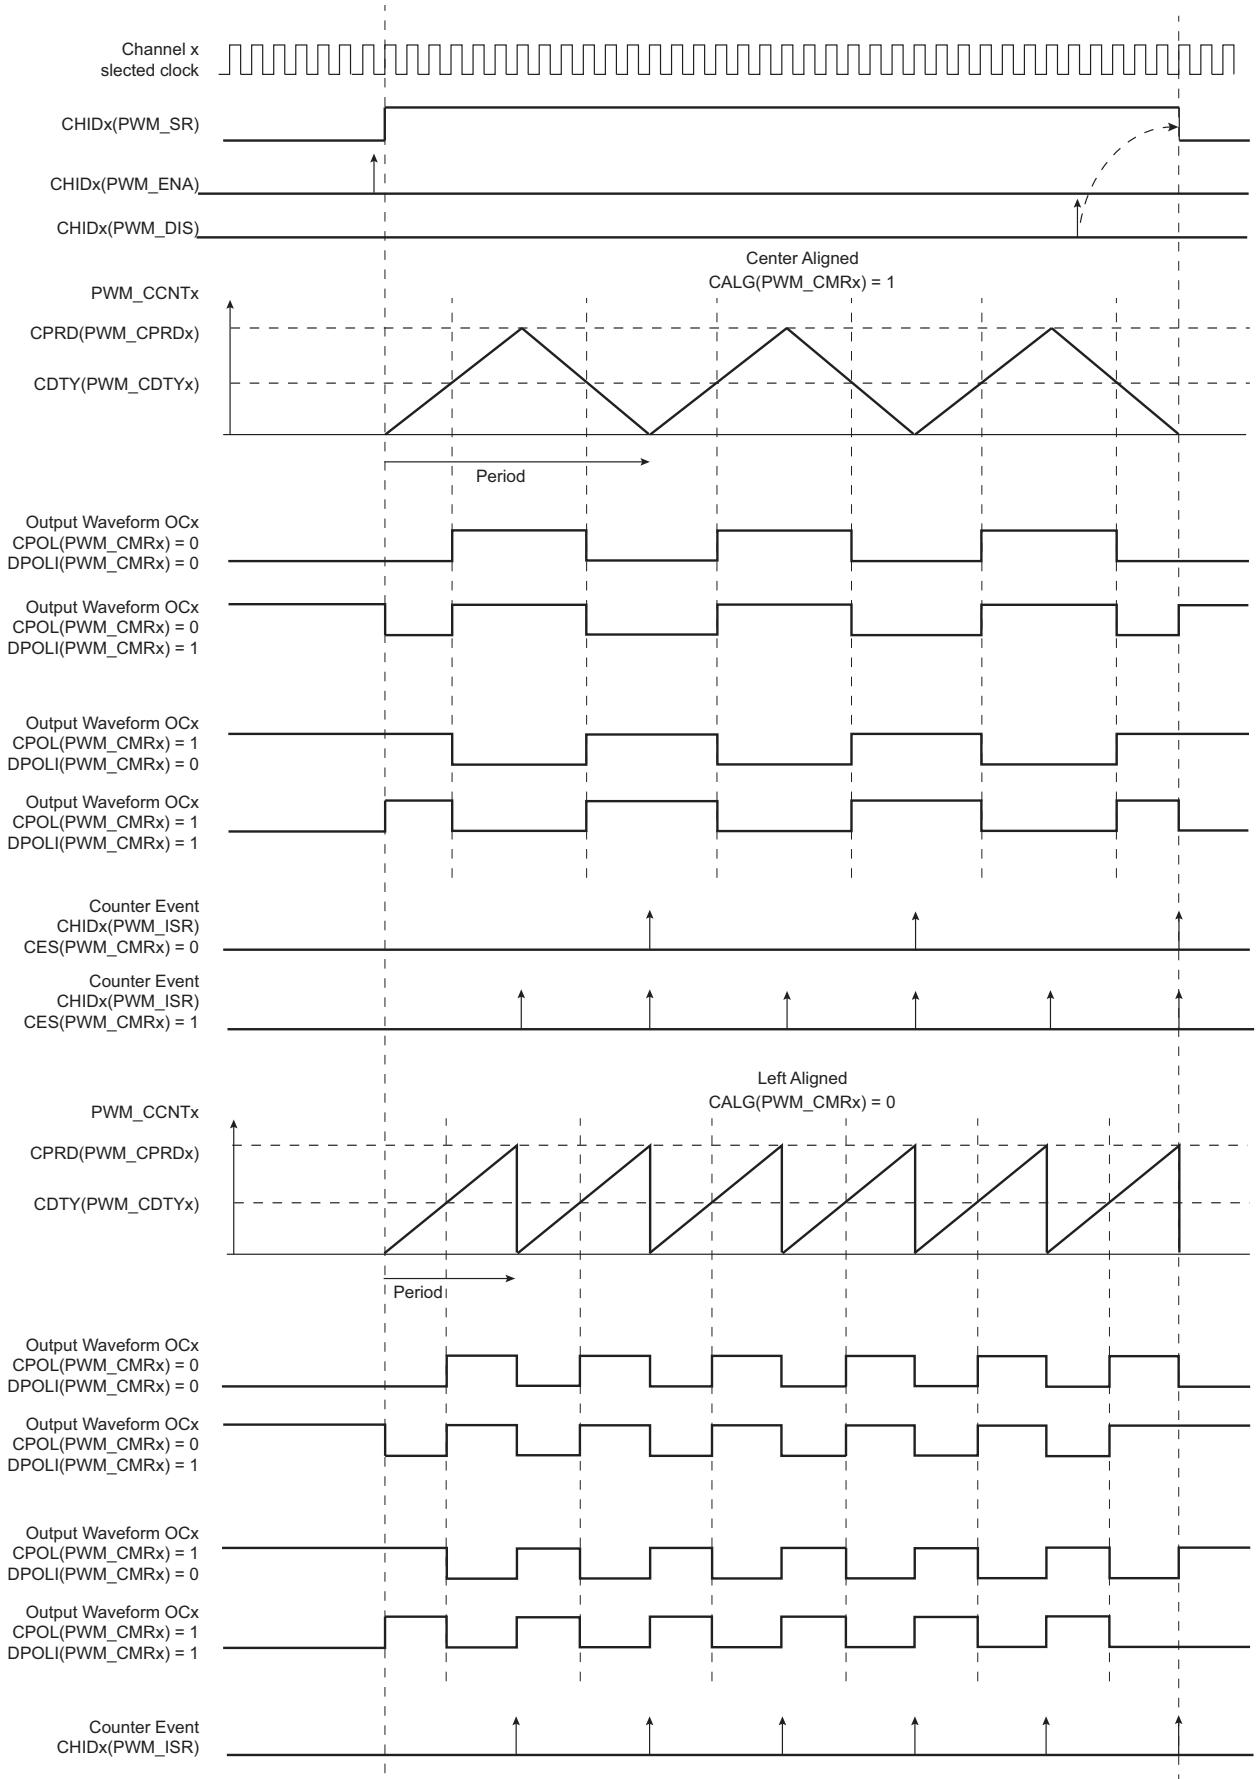 Channel x
slected clock
CHIDx(PWM_SR)
CHIDx(PWM_ENA)
CHIDx(PWM_DIS)
Center Aligned
CALG(PWM_CMRx) = 1
PWM_CCNTx
CPRD(PWM_CPRDx)
CDTY(PWM_CDTYx)
Period
Output Waveform OCx
CPOL(PWM_CMRx) = 0
DPOLI(PWM_CMRx) = 0
Output Waveform OCx
CPOL(PWM_CMRx) = 0
DPOLI(PWM_CMRx) = 1
Output Waveform OCx
CPOL(PWM_CMRx) = 1
DPOLI(PWM_CMRx) = 0
Output Waveform OCx
CPOL(PWM_CMRx) = 1
DPOLI(PWM_CMRx) = 1
Counter Event
CHIDx(PWM_ISR)
CES(PWM_CMRx) = 0
Counter Event
CHIDx(PWM_ISR)
CES(PWM_CMRx) = 1
Left Aligned
CALG(PWM_CMRx) = 0
PWM_CCNTx
CPRD(PWM_CPRDx)
CDTY(PWM_CDTYx)
Period
Output Waveform OCx
CPOL(PWM_CMRx) = 0
DPOLI(PWM_CMRx) = 0
Output Waveform OCx
CPOL(PWM_CMRx) = 0
DPOLI(PWM_CMRx) = 1
Output Waveform OCx
CPOL(PWM_CMRx) = 1
DPOLI(PWM_CMRx) = 0
Output Waveform OCx
CPOL(PWM_CMRx) = 1
DPOLI(PWM_CMRx) = 1
Counter Event
CHIDx(PWM_ISR)